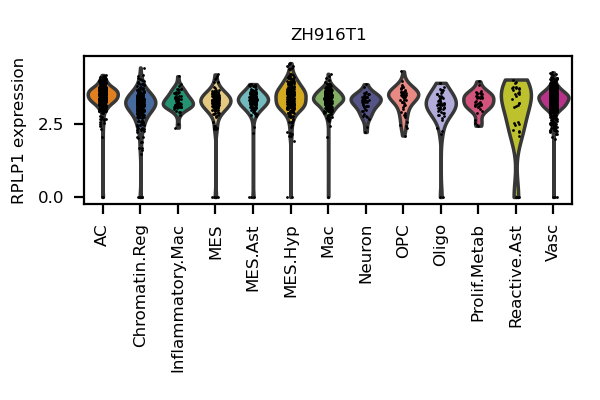 ZH916T1
RPLP1 expression
2.5
0.0
AC
Chromatin.Reg
Inflammatory.Mac
MES
MES.Ast
MES.Hyp
Mac
Neuron
OPC
Oligo
Prolif.Metab
Reactive.Ast
Vasc